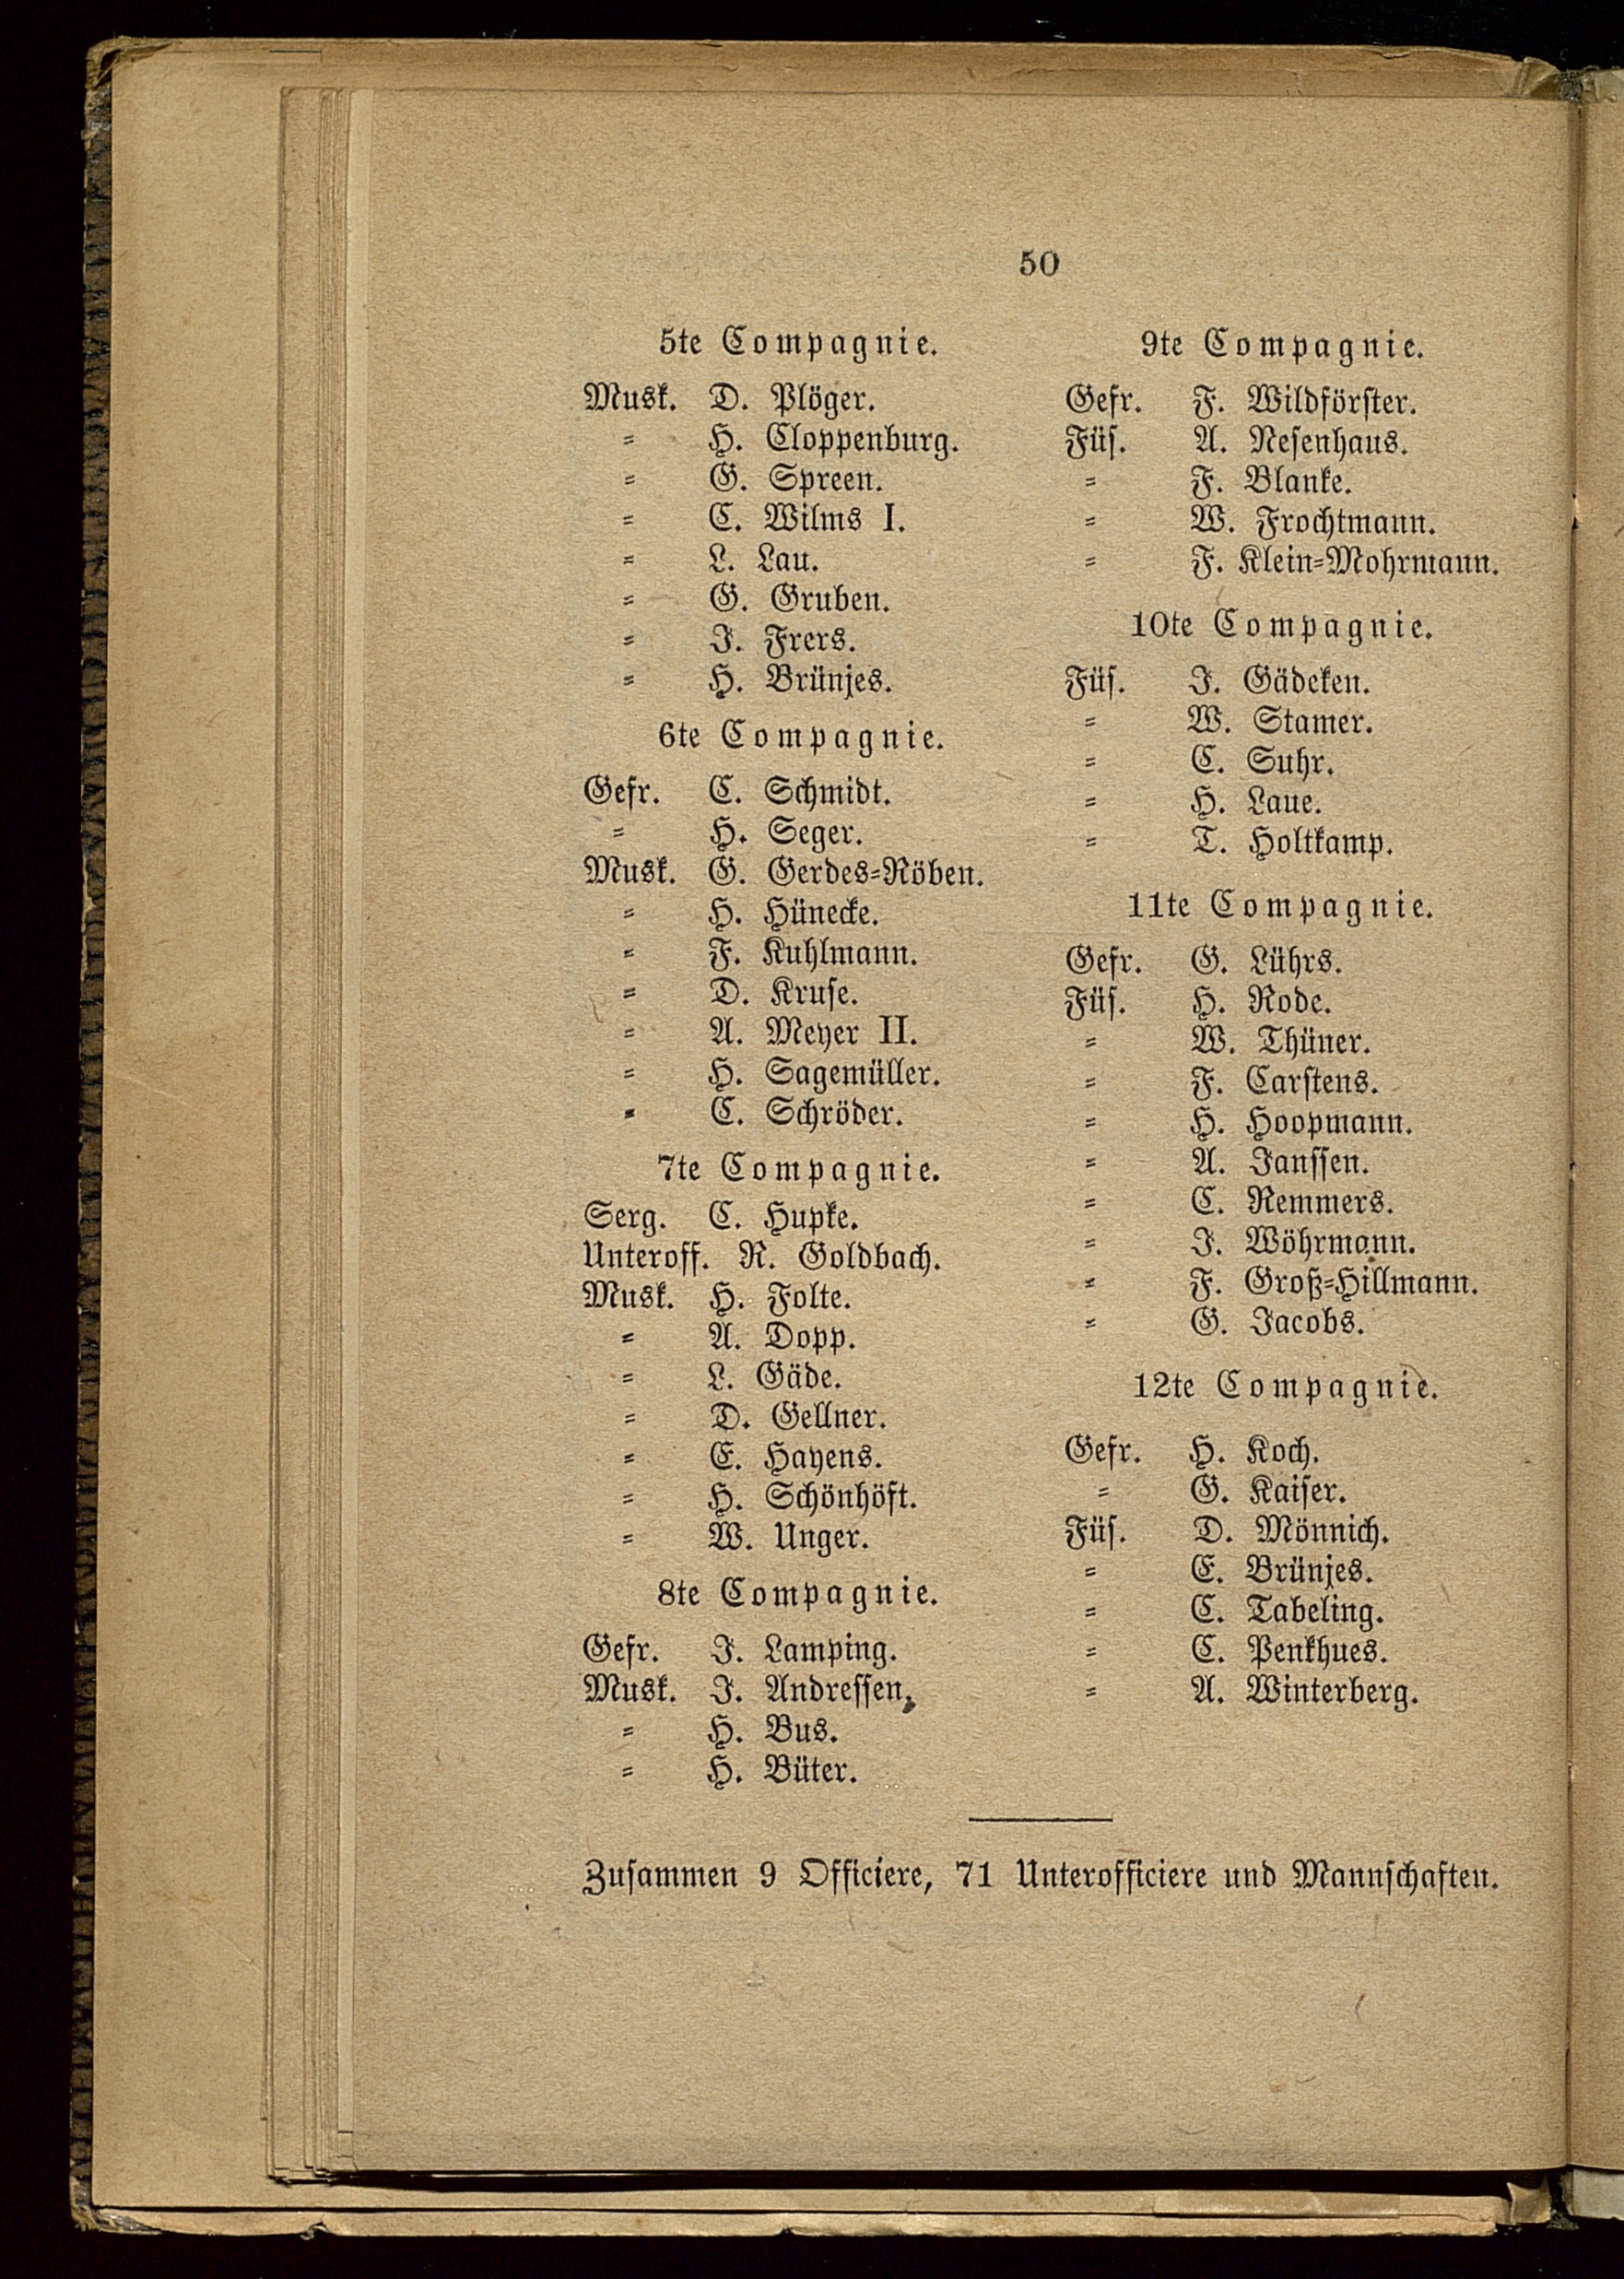 50
5te Compagnie.
Musk. D. Plöger.
= H. Cloppenburg.
= G. Spreen.
= C. Wilms I.
= L. Lau.
= G. Gruben.
= J. Frers.
= H. Brünjes.
6te Compagnie.
Gefr. C. Schmidt.
= H. Seger.
Musk. G. Gerdes=Röben.
= H. Hünecke.
= F. Kuhlmann.
= D. Kruse.
= A. Meyer II.
= H. Sagemüller.
= C. Schröder.
7te Compagnie.
Serg. C. Hupke.
Unteroff. R. Goldbach.
Musk. H. Folte.
= A. Dopp.
= L. Gäde.
= D. Gellner.
= E. Hayens.
= H. Schönhöft.
= W. Unger.
8te Compagnie.
Gefr. J. Lamping.
Musk. J. Andressen.
= H. Bus.
= H. Büter.
9te Compagnie.
Gefr. F. Wildförster.
Füs. A. Nesenhaus.
= F. Blanke.
= W. Frochtmann.
= F. Klein=Mohrmann.
10te Compagnie.
Füs. J. Gädeken.
= W. Stamer.
= C. Suhr.
= H. Laue.
= T. Holtkamp.
11te Compagnie.
Gefr. G. Lührs.
Füs. H. Rode.
= W. Thüner.
= F. Carstens.
= H. Hoopmann.
= A. Janssen.
= C. Remmers.
= J. Wöhrmann.
= F. Groß=Hillmann.
= G. Jacobs.
12te Compagnie.
Gefr. H. Koch.
= G. Kaiser.
Füs. D. Mönnich.
= E. Brünjes.
= C. Tabeling.
= C. Penkhues.
= A. Winterberg.
Zusammen 9 Officiere, 71 Unterofficiere und Mannschaften.